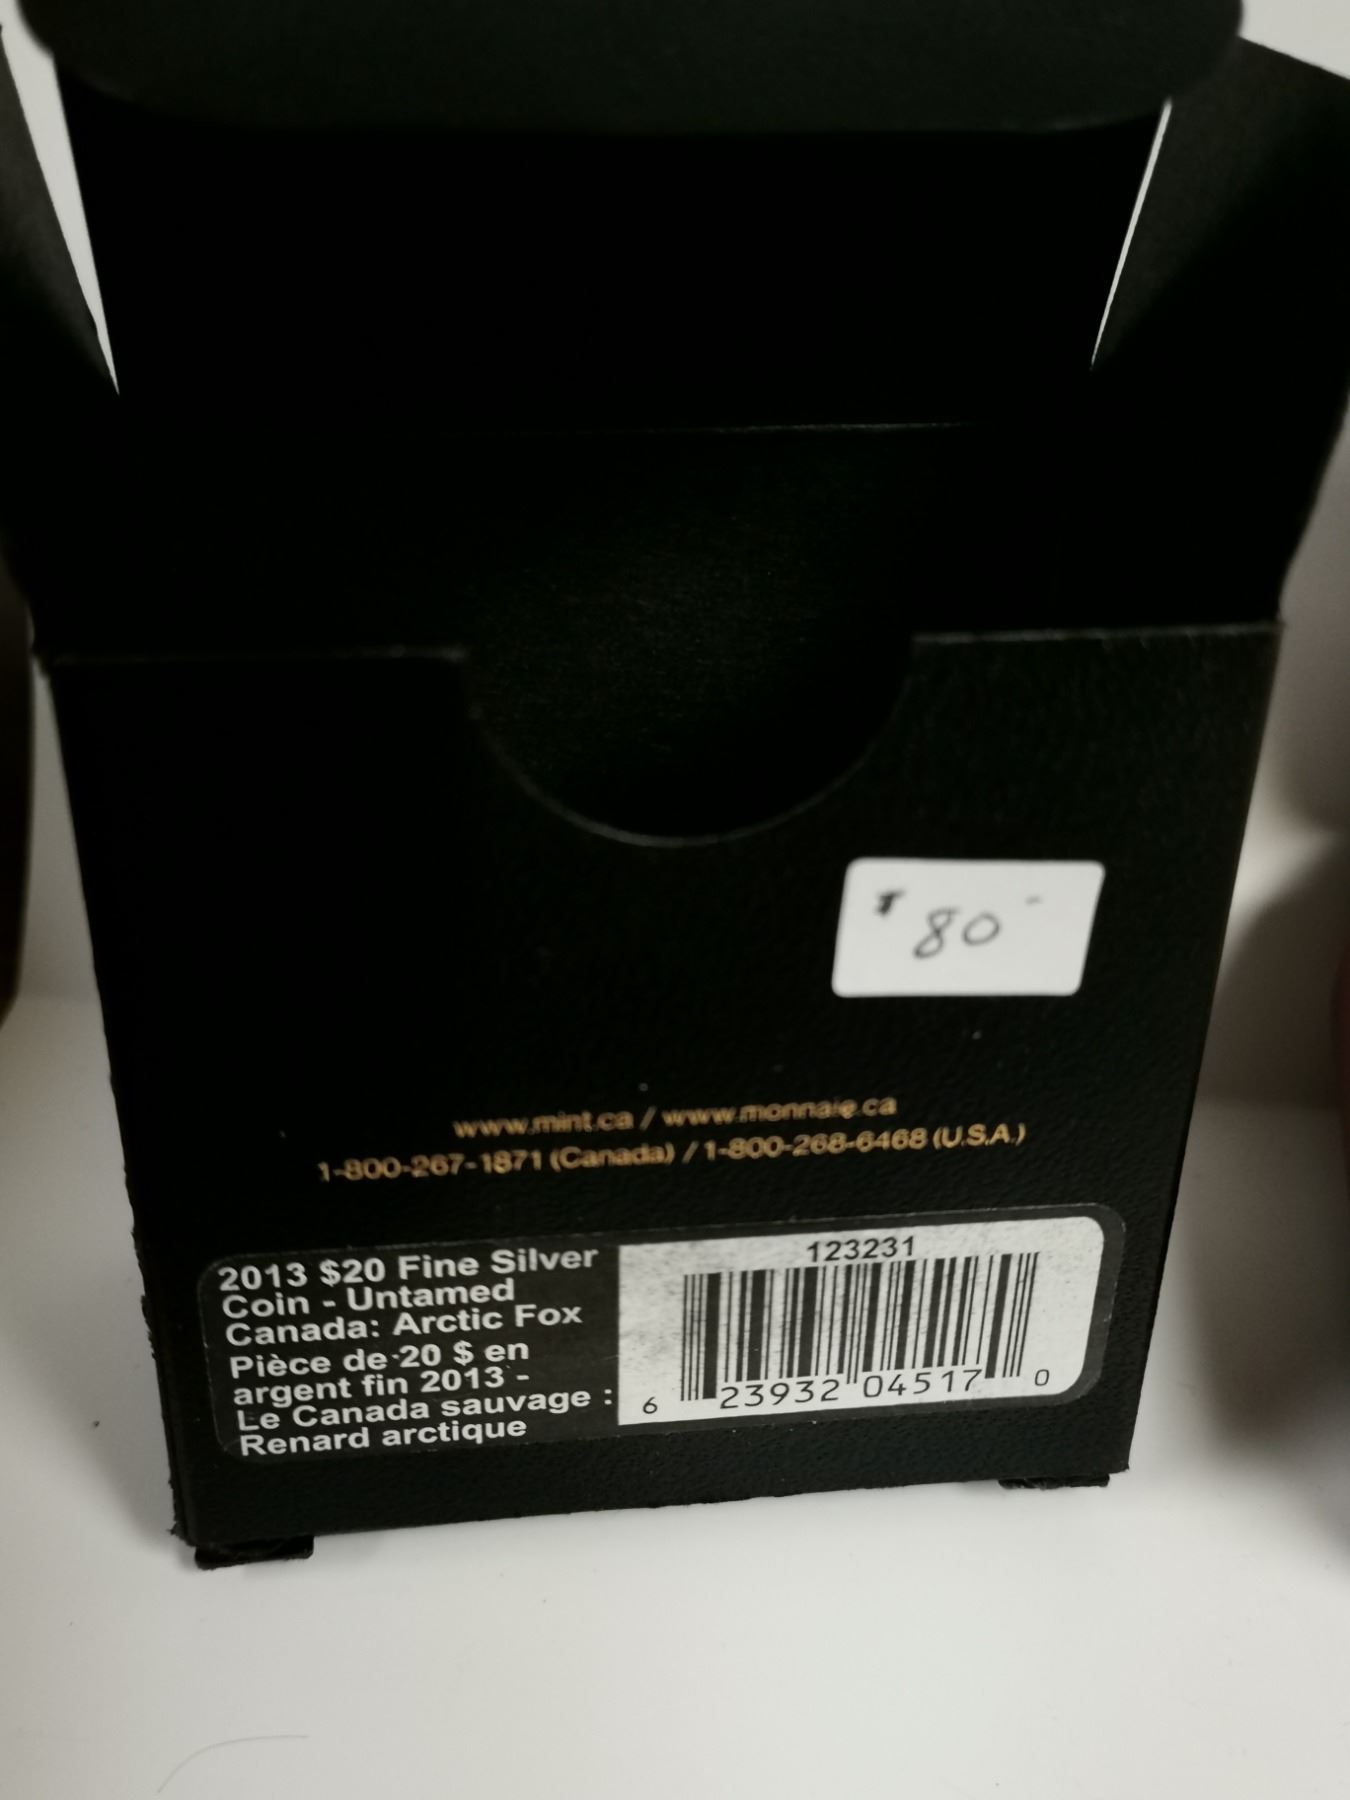 $80-
www.mint.ca / www.monnaie.ca
1-800-267-1871 (Canada) / 1-800-268-6468 (U.S.A.)
2013 $20 Fine Silver
Coin - Untamed
Canada: Arctic Fox
Pièce de 20 $ en
argent fin 2013 -
Le Canada sauvage :
Renard arctique
123231
6 23932 04517 0